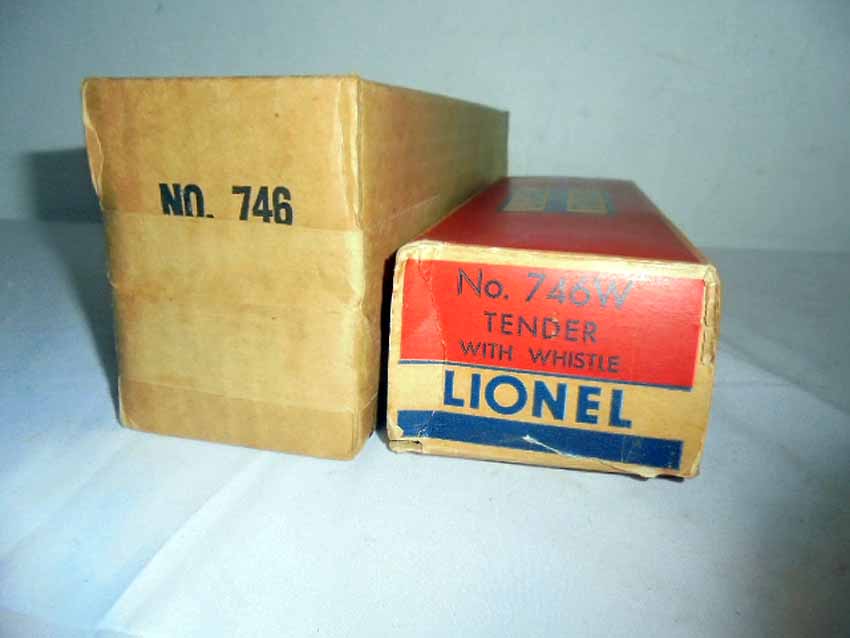 NO. 746
No. 746W
TENDER
WITH WHISTLE
LIONEL